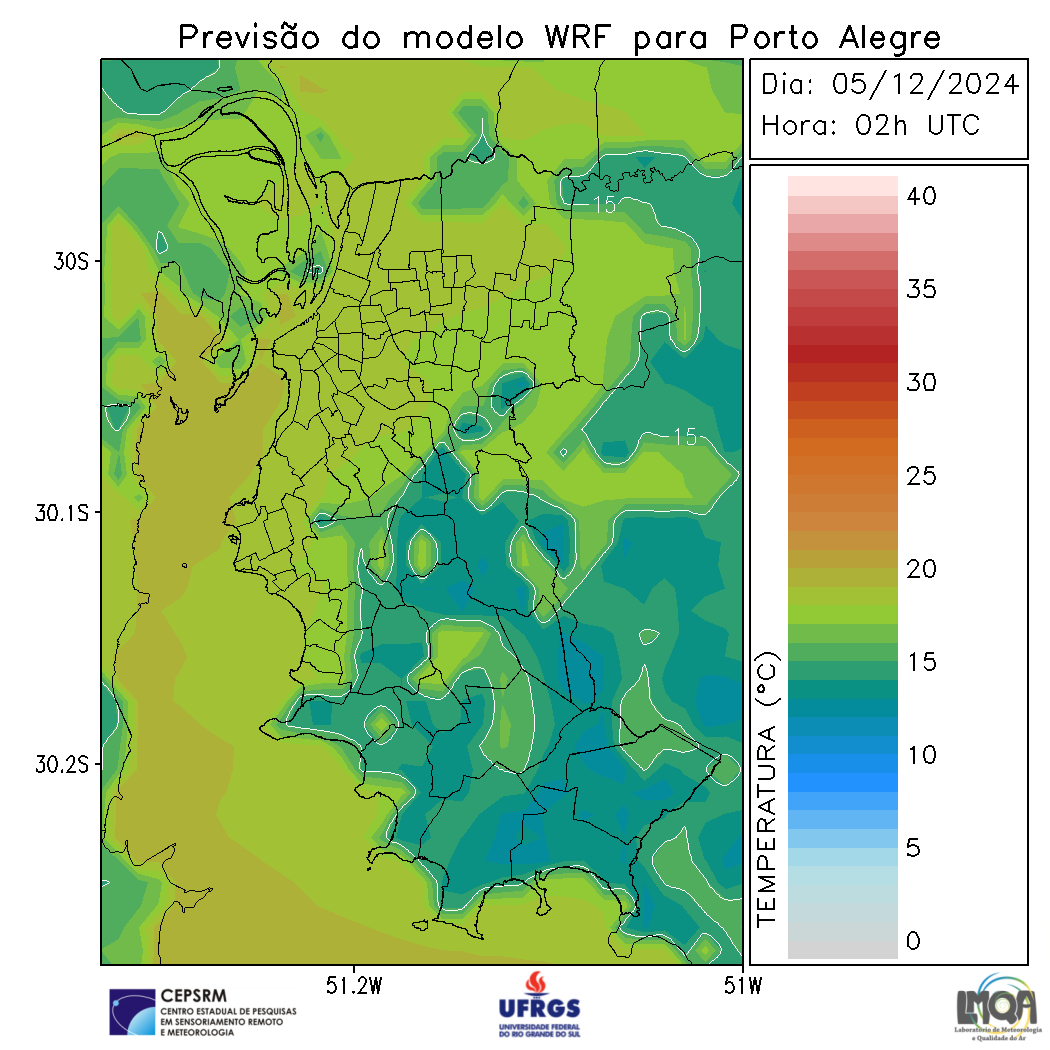 Previsão do modelo WRF para Porto Alegre
Dia: 05/12/2024
Hora: 02h UTC
40
35
30
25
20
15
10
5
0
TEMPERATURA (°C)
30S
30.1S
30.2S
51.2W
51W
15
15
CEPSRM
CENTRO ESTADUAL DE PESQUISAS
EM SENSORIAMENTO REMOTO
E METEOROLOGIA
UFRGS
UNIVERSIDADE FEDERAL
DO RIO GRANDE DO SUL
LMQA
Laboratório de Meteorologia
e Qualidade do Ar